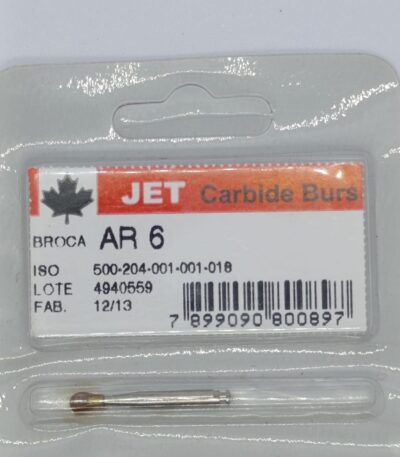 JET Carbide Burs
BROCA AR 6
ISO 500-204-001-001-018
LOTE 4940559
FAB. 12/13
7 899090 800897